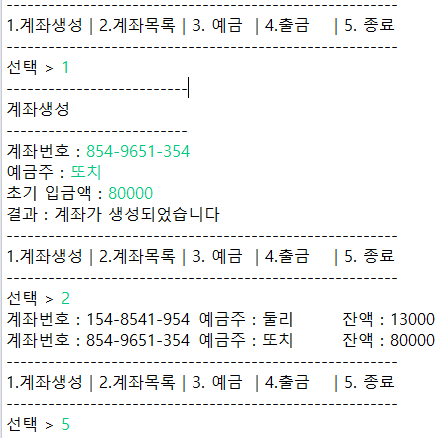 -----------------------------------------------------------
1.계좌생성 | 2.계좌목록 | 3. 예금 | 4.출금 | 5. 종료
-----------------------------------------------------------
선택 > 1
---------------------------
계좌생성
---------------------------
계좌번호 : 854-9651-354
예금주 : 또치
초기 입금액 : 80000
결과 : 계좌가 생성되었습니다
-----------------------------------------------------------
1.계좌생성 | 2.계좌목록 | 3. 예금 | 4.출금 | 5. 종료
-----------------------------------------------------------
선택 > 2
계좌번호 : 154-8541-954 예금주 : 둘리 잔액 : 13000
계좌번호 : 854-9651-354 예금주 : 또치 잔액 : 80000
-----------------------------------------------------------
1.계좌생성 | 2.계좌목록 | 3. 예금 | 4.출금 | 5. 종료
-----------------------------------------------------------
선택 > 5